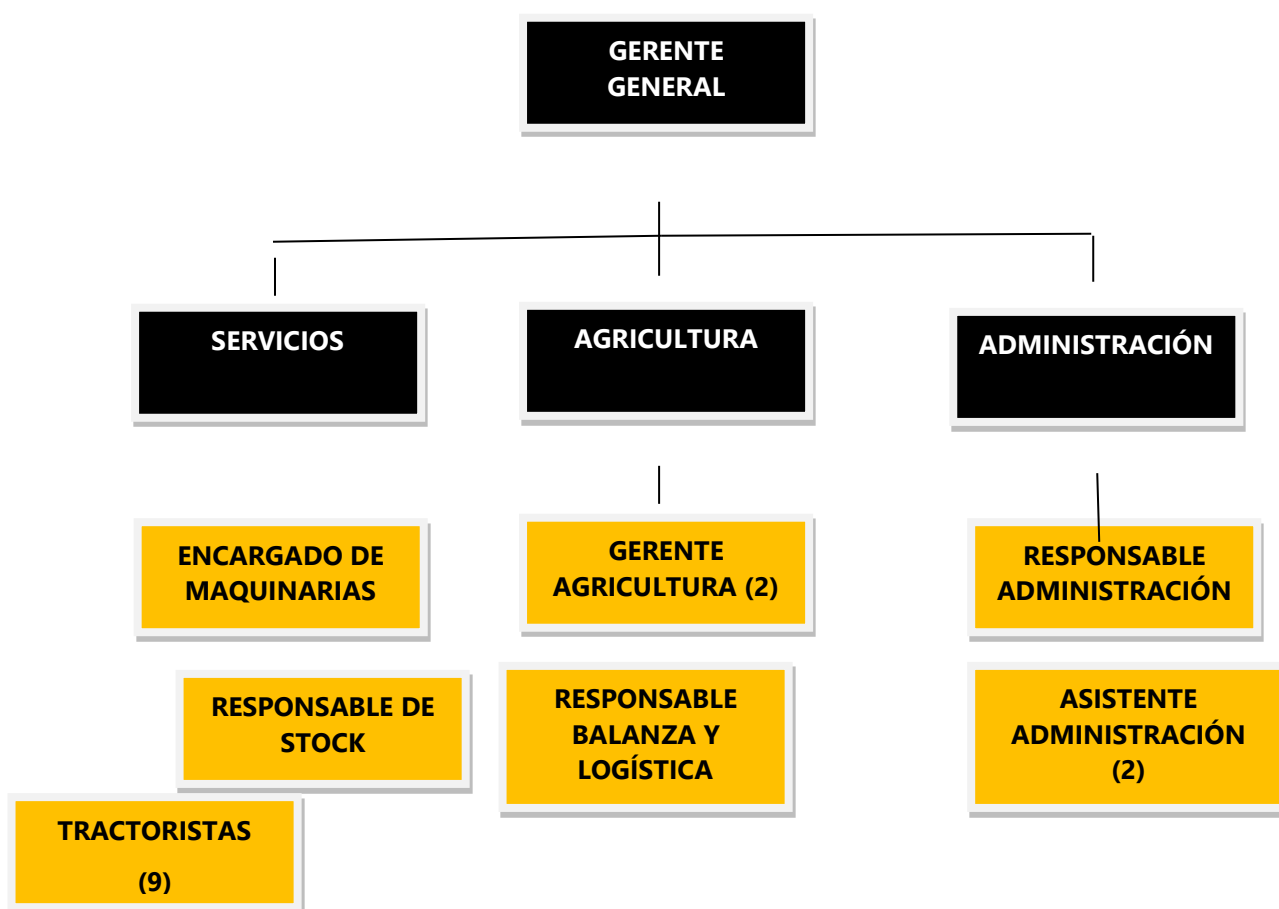 GERENTE
GENERAL
SERVICIOS
AGRICULTURA
ADMINISTRACIÓN
ENCARGADO DE
MAQUINARIAS
GERENTE
AGRICULTURA (2)
RESPONSABLE
ADMINISTRACIÓN
RESPONSABLE DE
STOCK
RESPONSABLE
BALANZA Y
LOGÍSTICA
ASISTENTE
ADMINISTRACIÓN
(2)
TRACTORISTAS
(9)